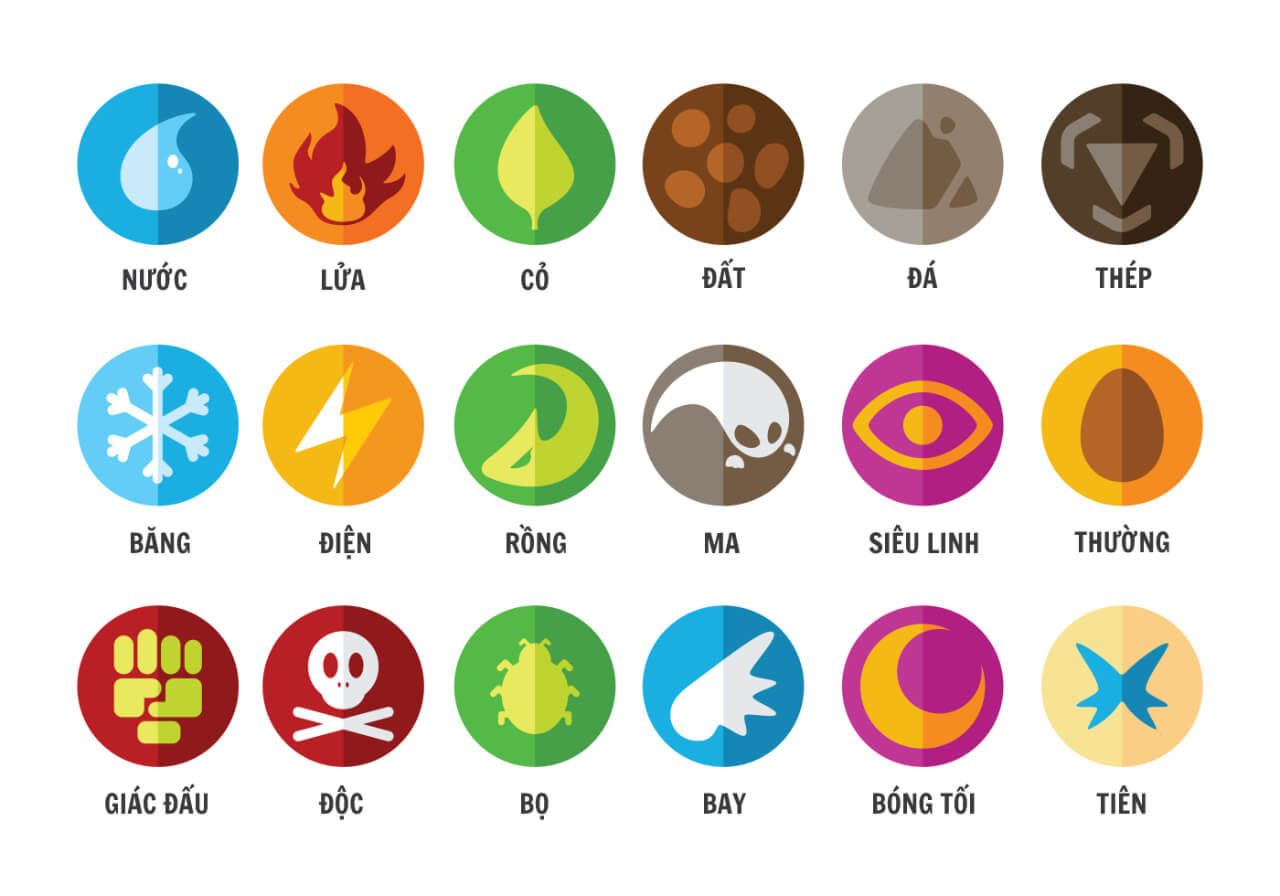 NƯỚC LỬA CỎ ĐẤT ĐÁ THÉP
BĂNG ĐIỆN RỒNG MA SIÊU LINH THƯỜNG
GIÁC ĐẤU ĐỘC BỌ BAY BÓNG TỐI TIÊN